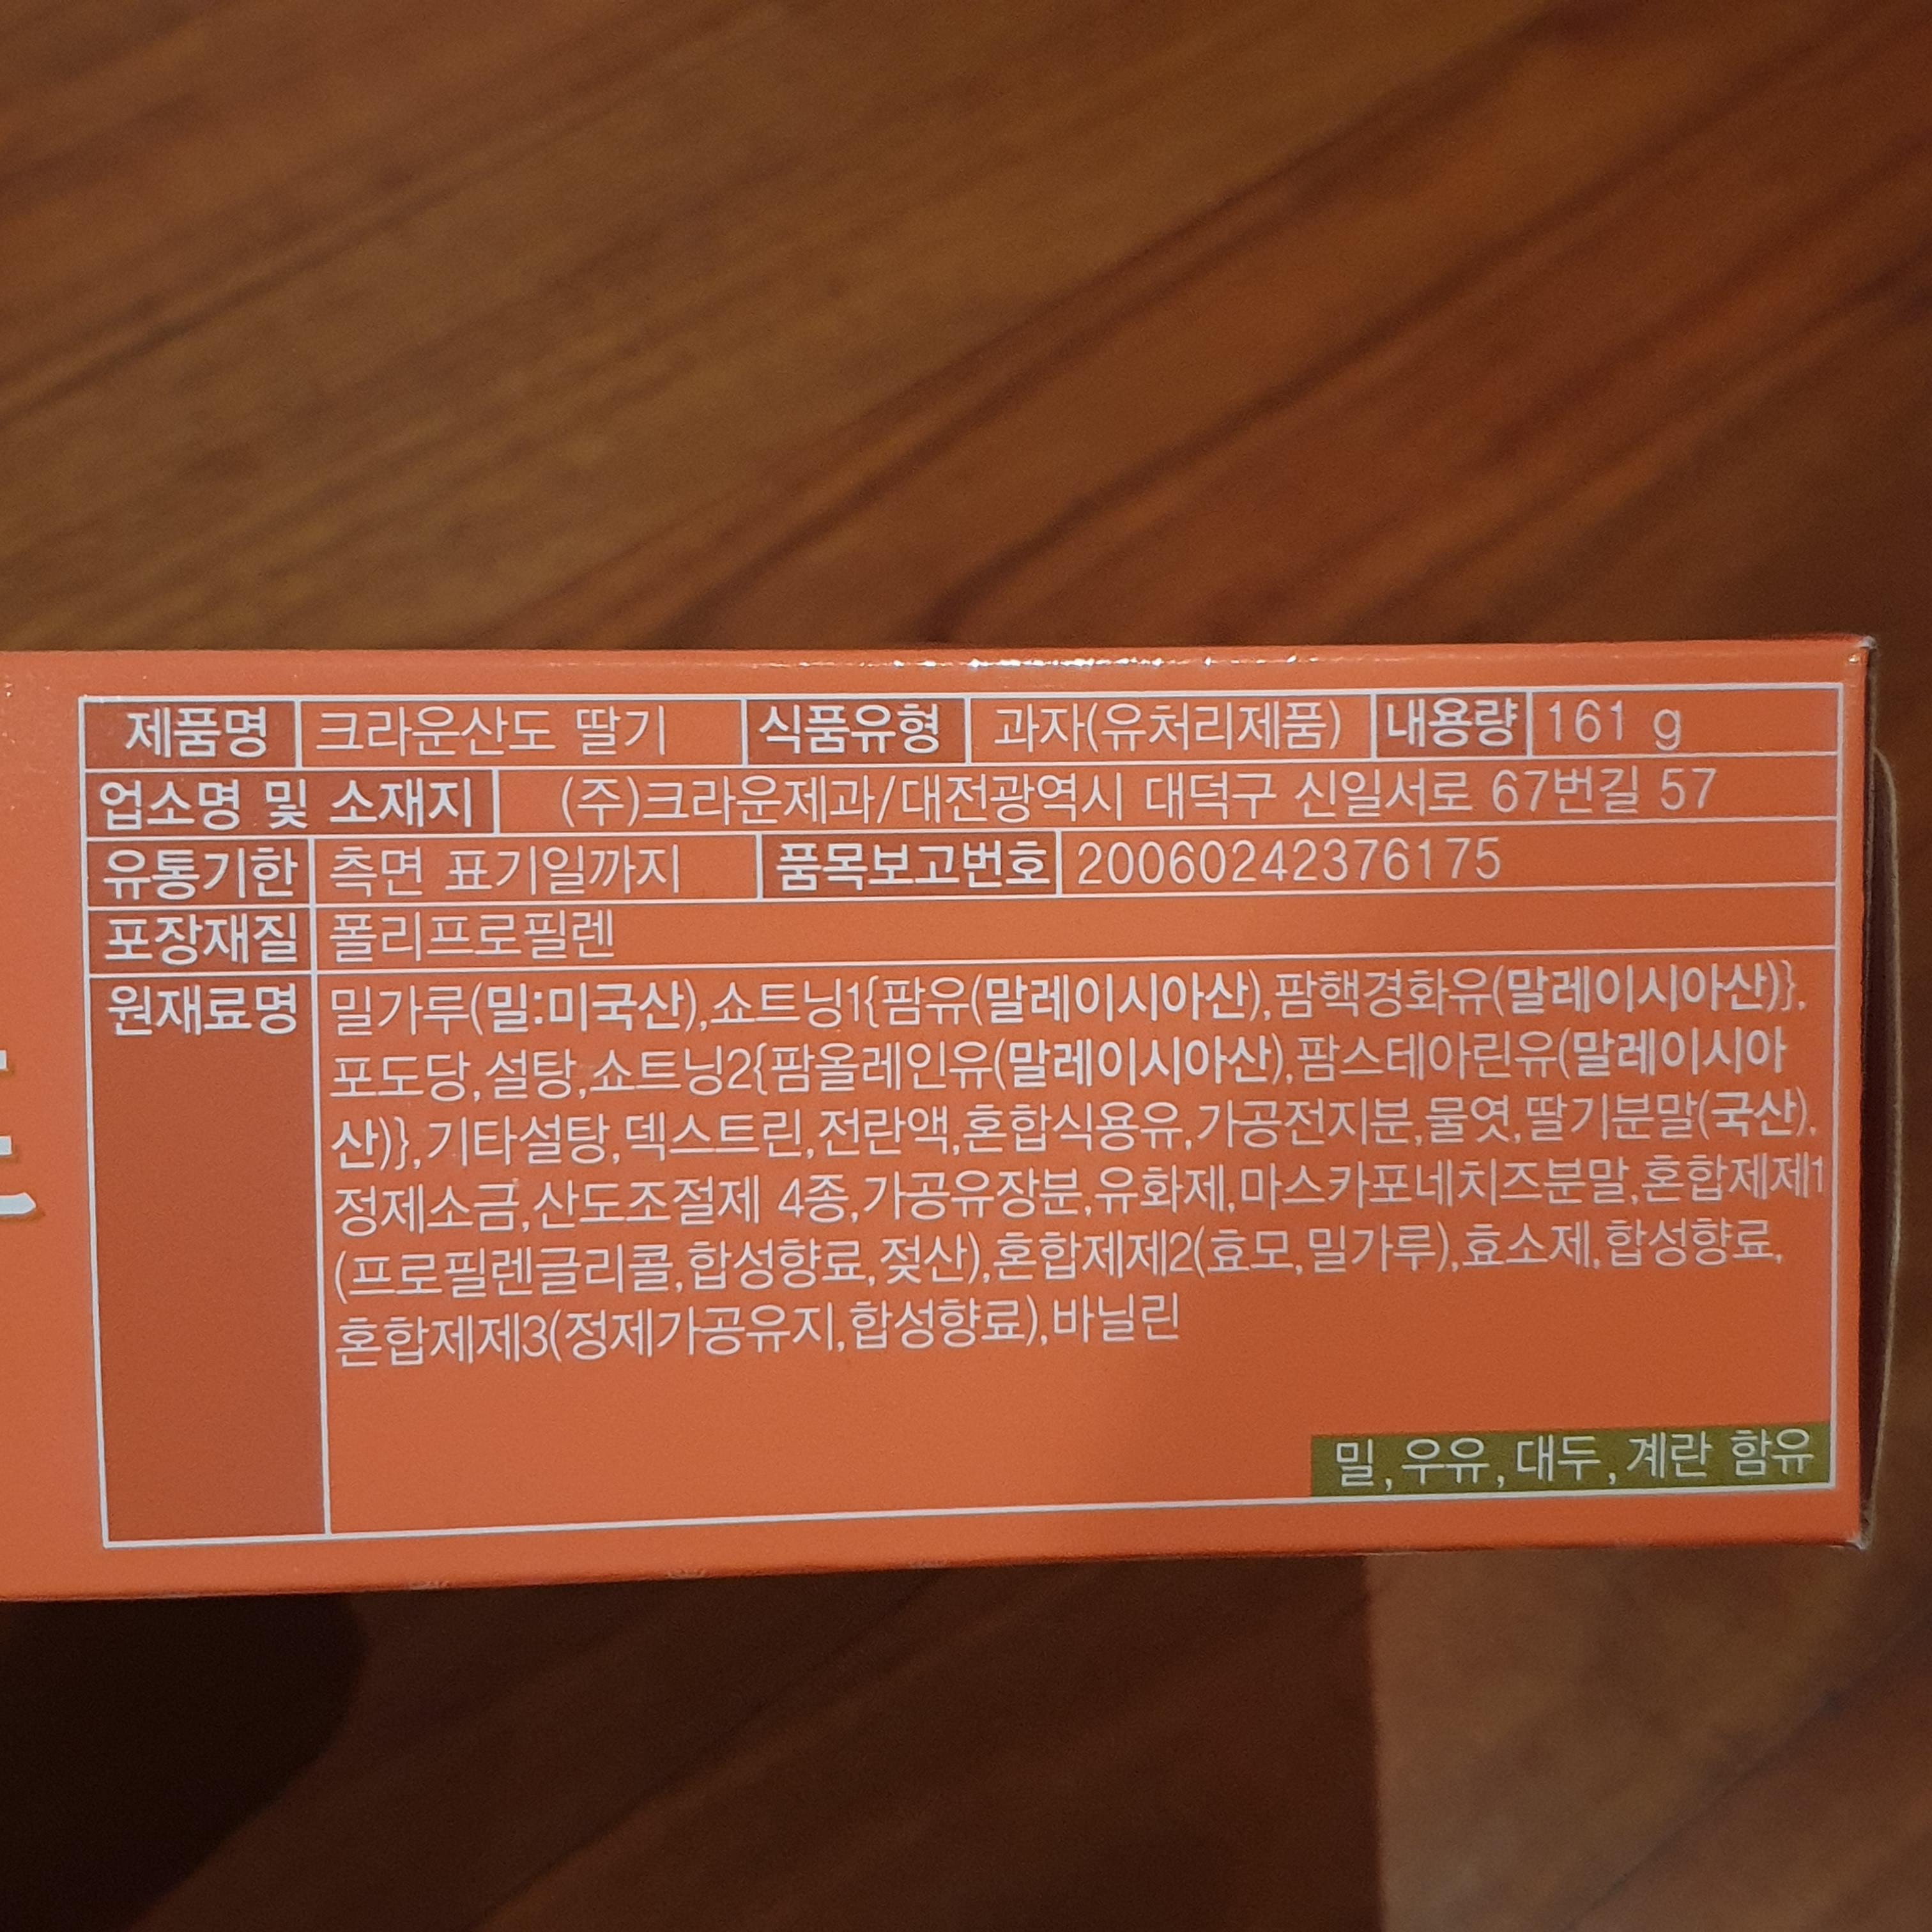 제품명 크라운산도 딸기 식품유형 과자(유처리제품) 내용량 161 g
업소명 및 소재지 (주)크라운제과/대전광역시 대덕구 신일서로 67번길 57
유통기한 측면 표기일까지 품목보고번호 20060242376175
포장재질 폴리프로필렌
원재료명 밀가루(밀:미국산),쇼트닝1{팜유(말레이시아산),팜핵경화유(말레이시아산)},
포도당,설탕,쇼트닝2{팜올레인유(말레이시아산),팜스테아린유(말레이시아
산)},기타설탕,덱스트린,전란액,혼합식용유,가공전지분,물엿,딸기분말(국산),
정제소금,산도조절제 4종,가공유장분,유화제,마스카포네치즈분말,혼합제제1
(프로필렌글리콜,합성향료,젖산),혼합제제2(효모,밀가루),효소제,합성향료,
혼합제제3(정제가공유지,합성향료),바닐린
밀,우유,대두,계란 함유